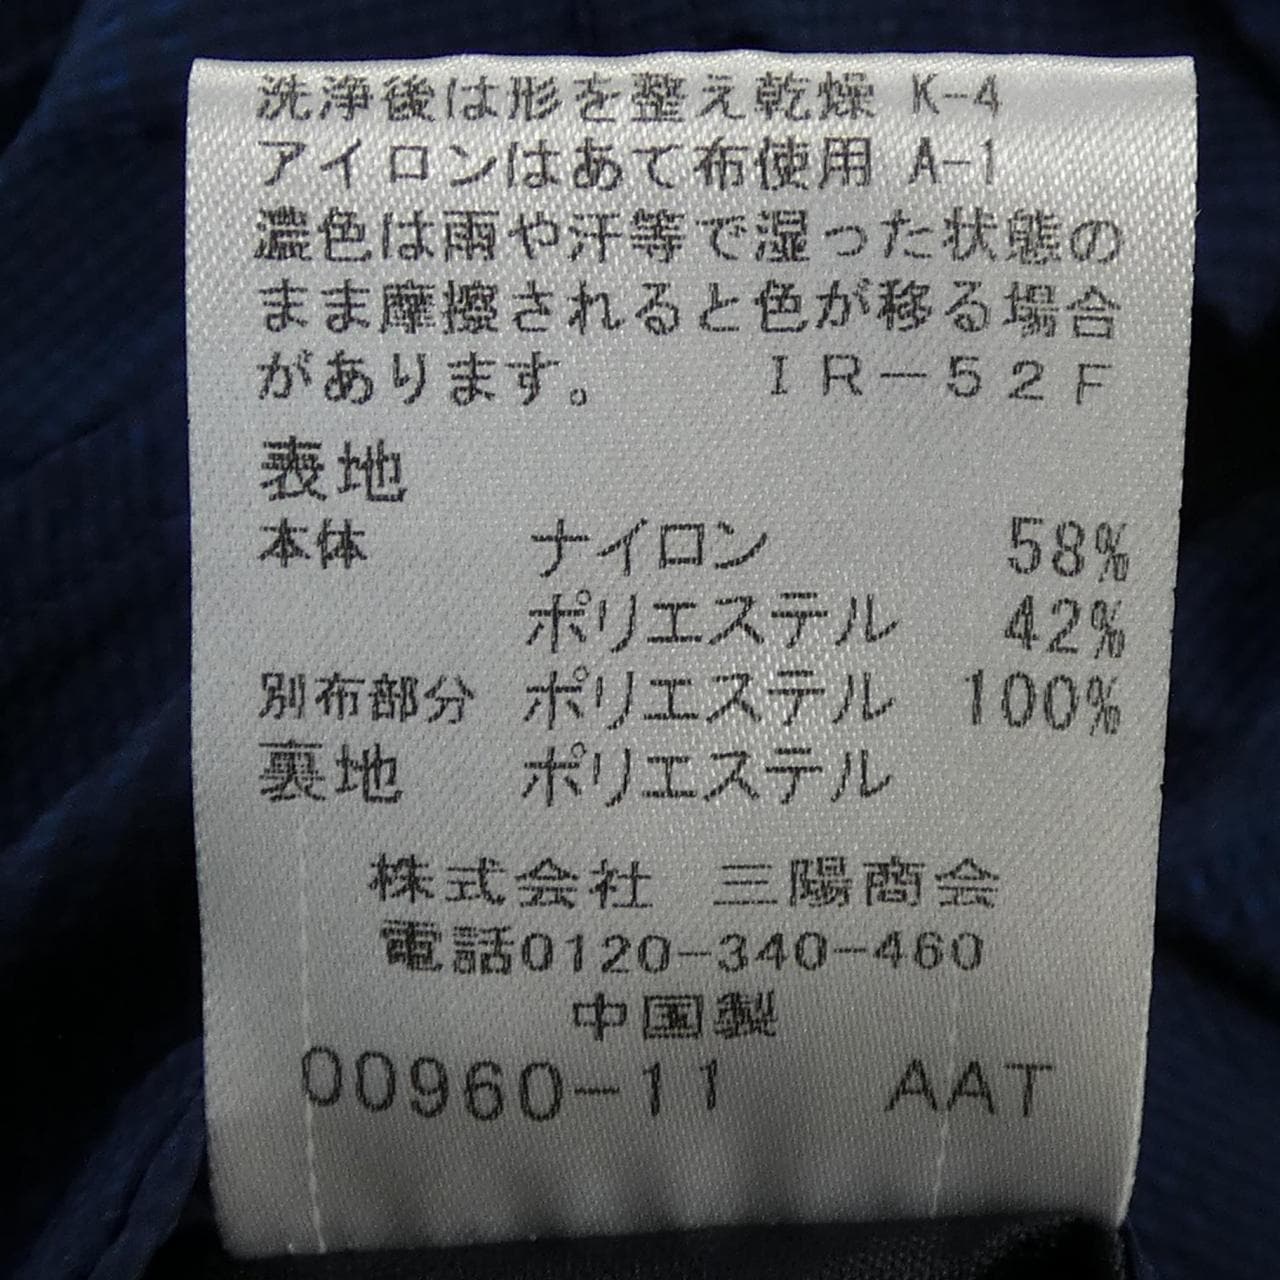 洗浄後は形を整え乾燥 K-4
アイロンはあて布使用 A-1
濃色は雨や汗等で湿った状態の
まま摩擦されると色が移る場合
があります。 IR-52F
表地
本体 ナイロン 58%
ポリエステル 42%
別布部分 ポリエステル 100%
裏地 ポリエステル
株式会社 三陽商会
電話0120-340-460
中国製
00960-11 AAT